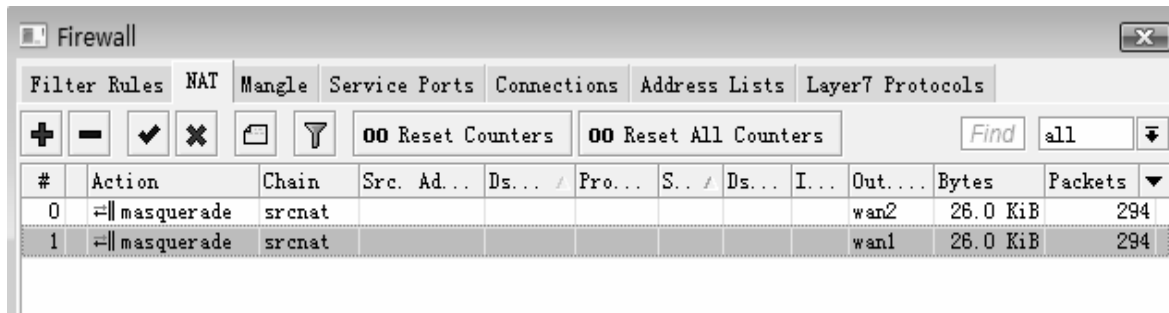 Firewall
Filter Rules NAT Mangle Service Ports Connections Address Lists Layer7 Protocols
00 Reset Counters 00 Reset All Counters Find all
# Action Chain Src. Ad... Ds... Pro... S... Ds... I... Out.... Bytes Packets
0 masquerade srcnat wan2 26.0 KiB 294
1 masquerade srcnat wan1 26.0 KiB 294